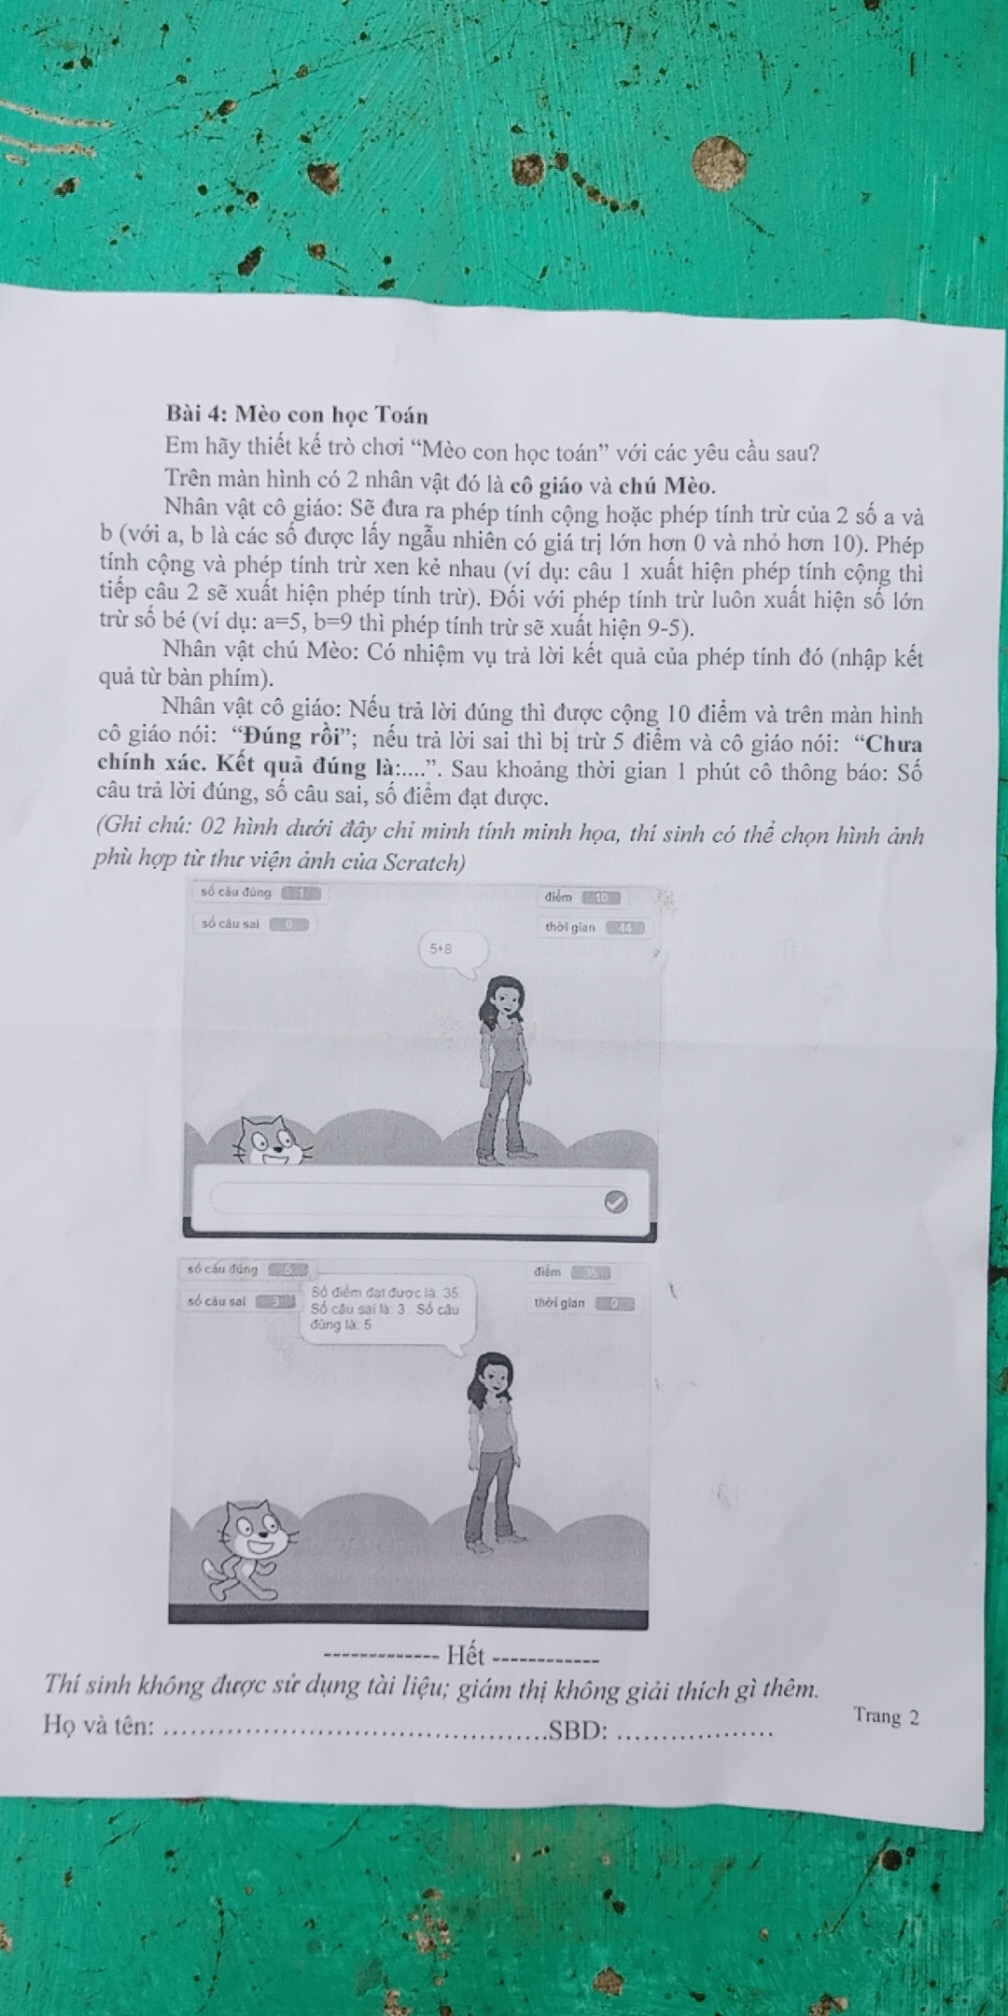 Bài 4: Mèo con học Toán
Em hãy thiết kế trò chơi “Mèo con học toán” với các yêu cầu sau?
Trên màn hình có 2 nhân vật đó là cô giáo và chú Mèo.
Nhân vật cô giáo: Sẽ đưa ra phép tính cộng hoặc phép tính trừ của 2 số a và
b (với a, b là các số được lấy ngẫu nhiên có giá trị lớn hơn 0 và nhỏ hơn 10). Phép
tính cộng và phép tính trừ xen kẻ nhau (ví dụ: câu 1 xuất hiện phép tính cộng thì
tiếp câu 2 sẽ xuất hiện phép tính trừ). Đối với phép tính trừ luôn xuất hiện số lớn
trừ số bé (ví dụ: a=5, b=9 thì phép tính trừ sẽ xuất hiện 9-5).
Nhân vật chú Mèo: Có nhiệm vụ trả lời kết quả của phép tính đó (nhập kết
quả từ bàn phím).
Nhân vật cô giáo: Nếu trả lời đúng thì được cộng 10 điểm và trên màn hình
cô giáo nói: “Đúng rồi”; nếu trả lời sai thì bị trừ 5 điểm và cô giáo nói: “Chưa
chính xác. Kết quả đúng là:....”. Sau khoảng thời gian 1 phút cô thông báo: Số
câu trả lời đúng, số câu sai, số điểm đạt được.
(Ghi chú: 02 hình dưới đây chỉ minh tính minh họa, thí sinh có thể chọn hình ảnh
phù hợp từ thư viện ảnh của Scratch)
số câu đúng 1
điểm 10
số câu sai 0
thời gian 44
5+8
số câu đúng 5
điểm 35
số câu sai 3
thời gian 0
Số điểm đạt được là: 35.
Số câu sai là: 3 . Số câu
đúng là: 5
------------- Hết ------------
Thí sinh không được sử dụng tài liệu; giám thị không giải thích gì thêm.
Họ và tên: ........................................SBD: ..................
Trang 2